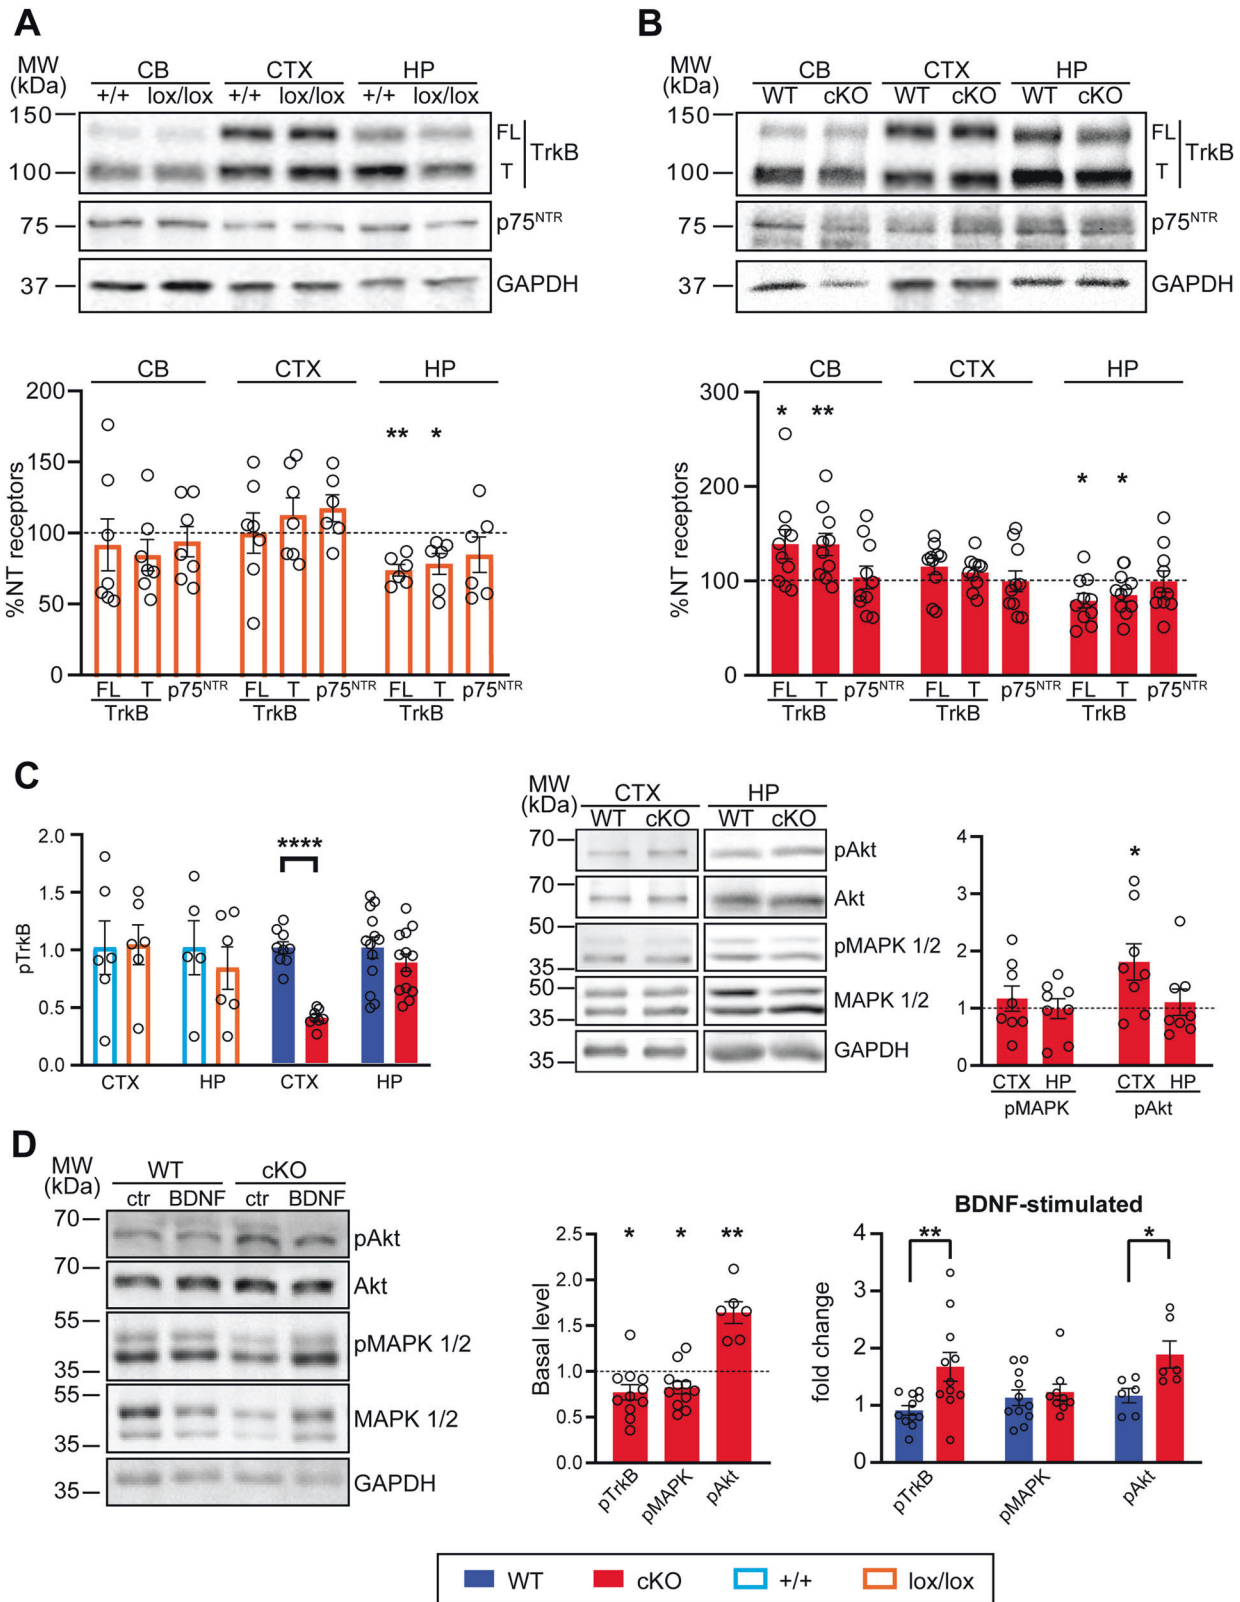 A
MW
(kDa)
CB CTX HP
+/+ lox/lox +/+ lox/lox +/+ lox/lox
150
FL
TrkB
100
T
75
p75NTR
37
GAPDH
CB CTX HP
200
150
100
50
0
%NT receptors
** *
FL T p75NTR FL T p75NTR FL T p75NTR
TrkB TrkB TrkB
B
MW
(kDa)
CB CTX HP
WT cKO WT cKO WT cKO
150
FL
TrkB
100
T
75
p75NTR
37
GAPDH
CB CTX HP
300
200
100
0
%NT receptors
* ** * *
FL T p75NTR FL T p75NTR FL T p75NTR
TrkB TrkB TrkB
C
2.0
1.5
1.0
0.5
0.0
pTrkB
****
CTX HP CTX HP
MW
(kDa)
CTX HP
WT cKO WT cKO
70
pAkt
70
Akt
50
pMAPK 1/2
35
50
MAPK 1/2
35
GAPDH
35
4
3
2
1
0
*
CTX HP CTX HP
pMAPK pAkt
D
MW
(kDa)
WT cKO
ctr BDNF ctr BDNF
70
pAkt
70
Akt
55
pMAPK 1/2
35
55
MAPK 1/2
35
GAPDH
35
2.5
2.0
1.5
1.0
0.5
0.0
Basal level
* * **
pTrkB pMAPK pAkt
BDNF-stimulated
4
3
2
1
0
fold change
** *
pTrkB pMAPK pAkt
WT cKO +/+ lox/lox